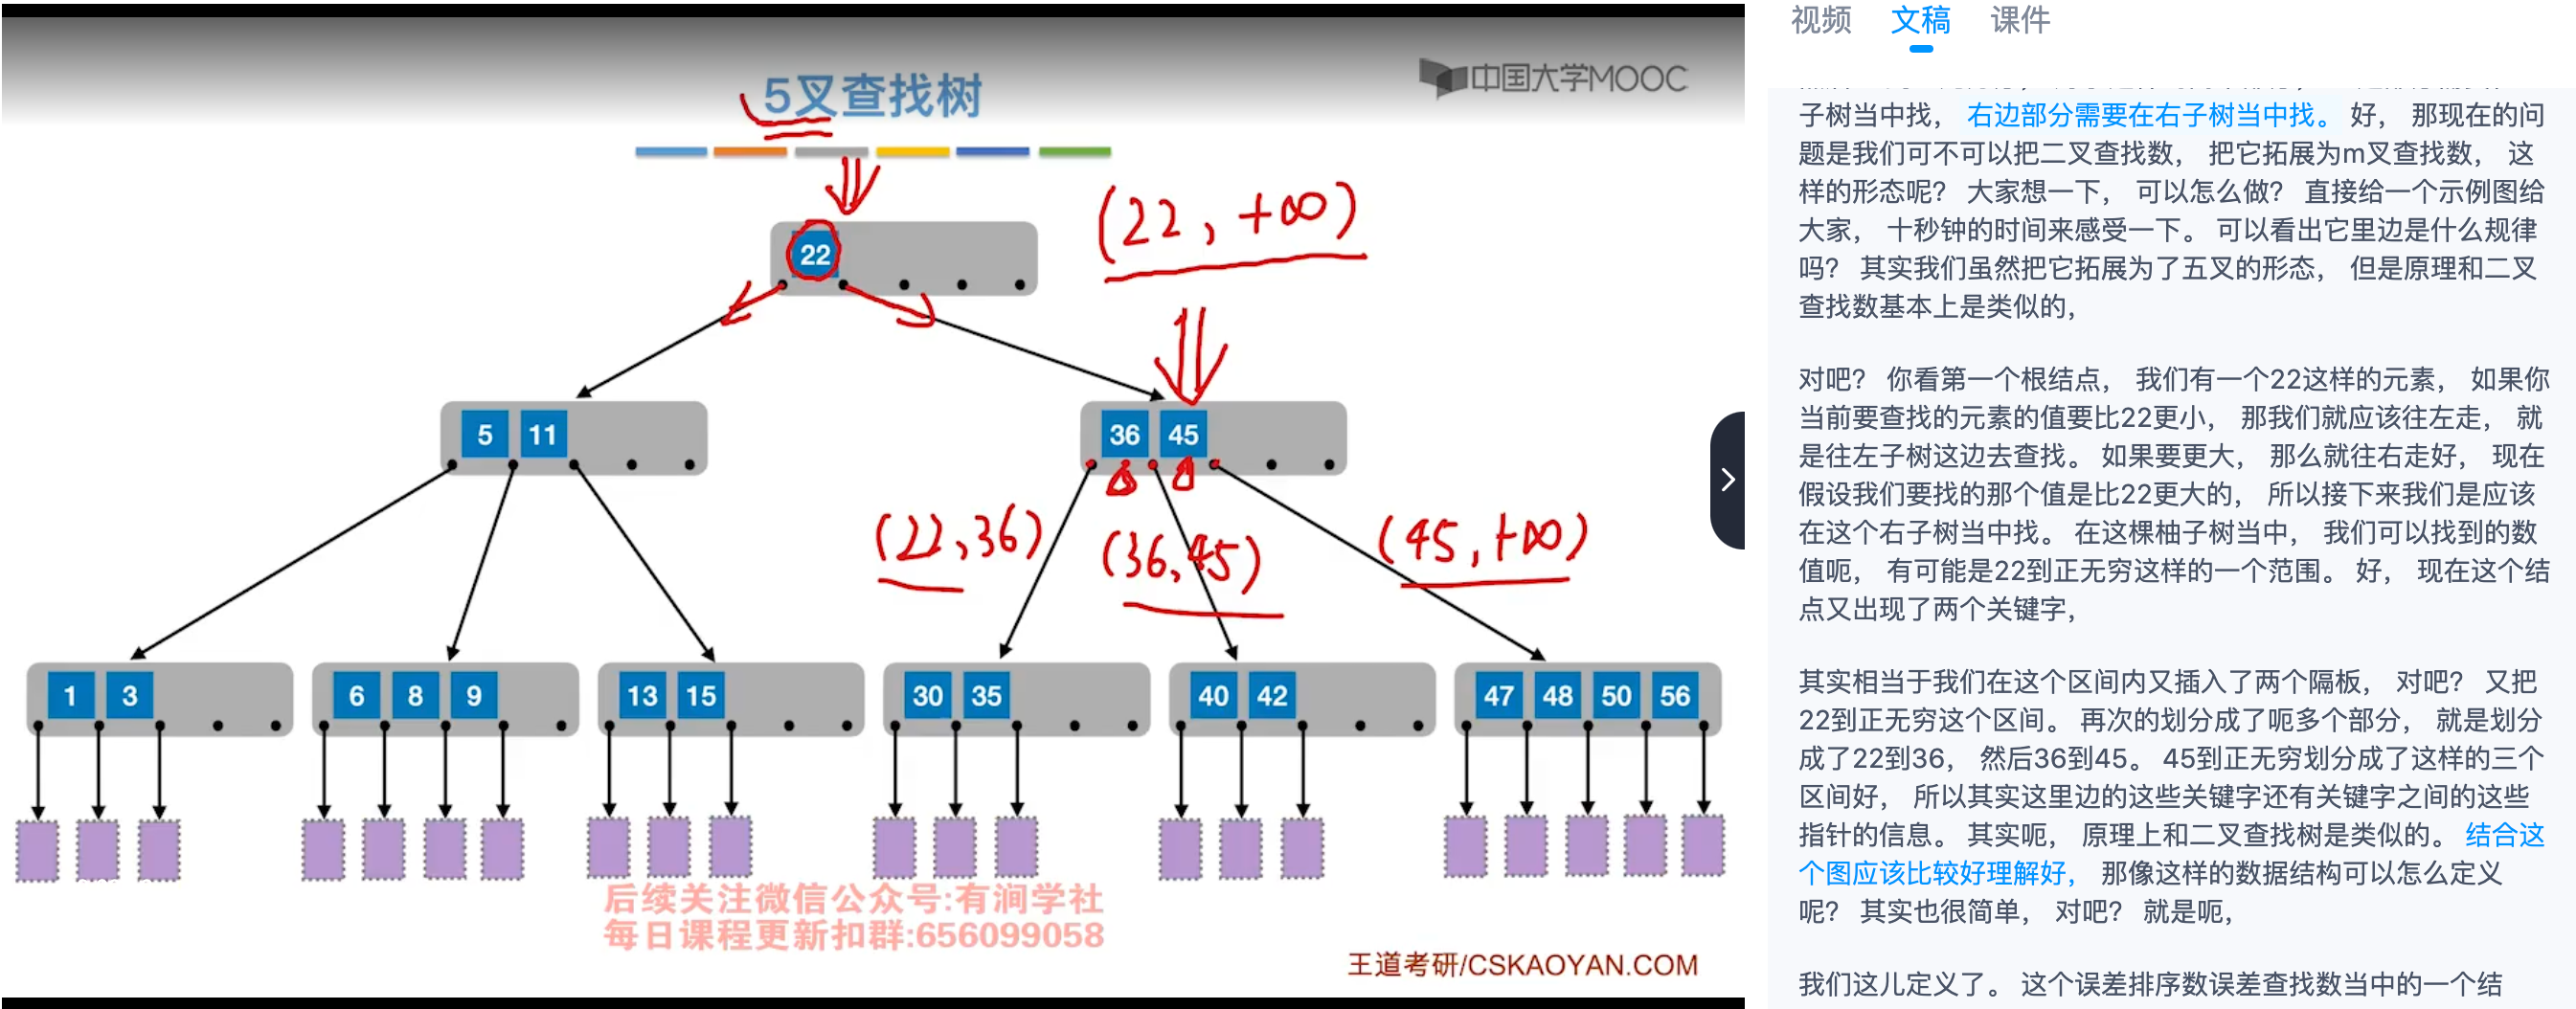 5叉查找树
中国大学MOOC
(22, +∞)
22
5 11
36 45
(22,36)
(36,45)
(45,+∞)
1 3
6 8 9
13 15
30 35
40 42
47 48 50 56
后续关注微信公众号:有涧学社
每日课程更新扣群:656099058
王道考研/CSKAOYAN.COM
视频 文稿 课件
子树当中找， 右边部分需要在右子树当中找。 好， 那现在的问
题是我们可不可以把二叉查找数， 把它拓展为m叉查找数， 这
样的形态呢？ 大家想一下， 可以怎么做？ 直接给一个示例图给
大家， 十秒钟的时间来感受一下。 可以看出它里边是什么规律
吗？ 其实我们虽然把它拓展为了五叉的形态， 但是原理和二叉
查找数基本上是类似的，
对吧？ 你看第一个根结点， 我们有一个22这样的元素， 如果你
当前要查找的元素的值要比22更小， 那我们就应该往左走， 就
是往左子树这边去查找。 如果要更大， 那么就往右走好， 现在
假设我们要找的那个值是比22更大的， 所以接下来我们是应该
在这个右子树当中找。 在这棵柚子树当中， 我们可以找到的数
值呃， 有可能是22到正无穷这样的一个范围。 好， 现在这个结
点又出现了两个关键字，
其实相当于我们在这个区间内又插入了两个隔板， 对吧？ 又把
22到正无穷这个区间。 再次的划分成了呃多个部分， 就是划分
成了22到36， 然后36到45。 45到正无穷划分成了这样的三个
区间好， 所以其实这里边的这些关键字还有关键字之间的这些
指针的信息。 其实呃， 原理上和二叉查找树是类似的。 结合这
个图应该比较好理解好， 那像这样的数据结构可以怎么定义
呢？ 其实也很简单， 对吧？ 就是呃，
我们这儿定义了。 这个误差排序数误差查找数当中的一个结